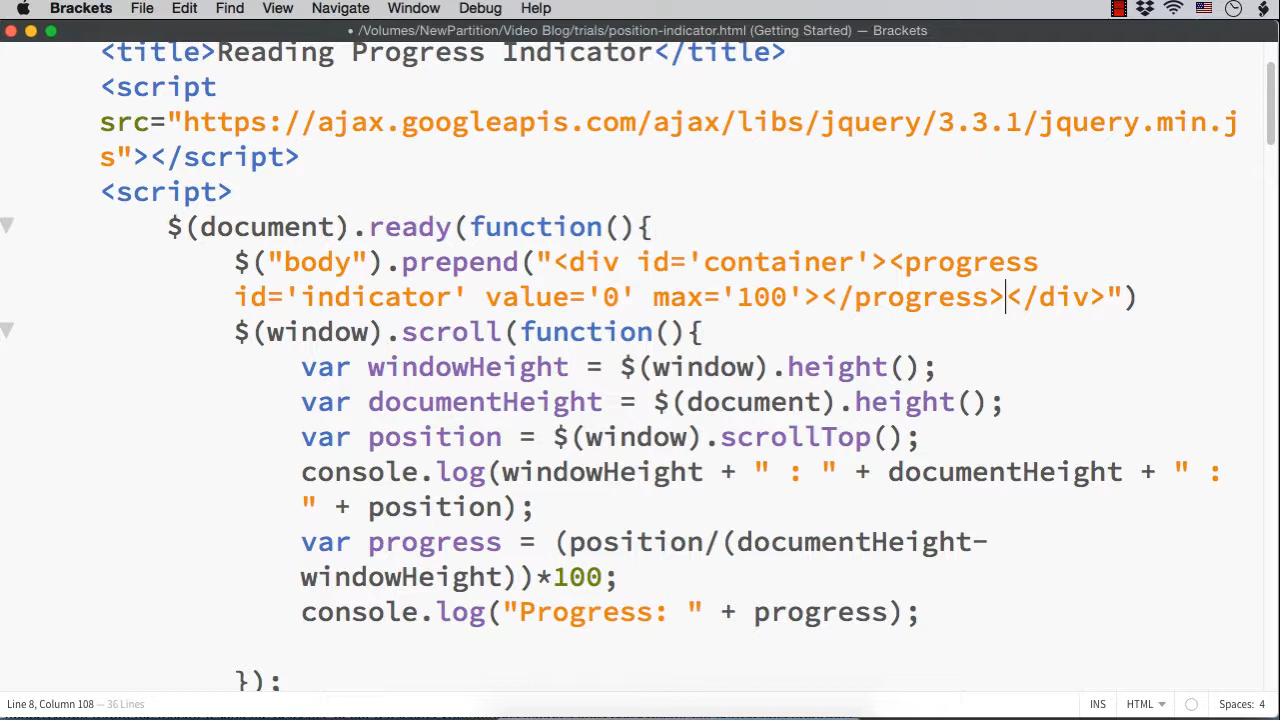 Brackets File Edit Find View Navigate Window Debug Help
• /Volumes/NewPartition/Video Blog/trials/position-indicator.html (Getting Started) — Brackets
<title>Reading Progress Indicator</title>
<script
src="https://ajax.googleapis.com/ajax/libs/jquery/3.3.1/jquery.min.j
s"></script>
<script>
$(document).ready(function(){
$("body").prepend("<div id='container'><progress
id='indicator' value='0' max='100'></progress></div>")
$(window).scroll(function(){
var windowHeight = $(window).height();
var documentHeight = $(document).height();
var position = $(window).scrollTop();
console.log(windowHeight + " : " + documentHeight + " :
" + position);
var progress = (position/(documentHeight-
windowHeight))*100;
console.log("Progress: " + progress);
});
Line 8, Column 108 — 36 Lines INS HTML Spaces: 4